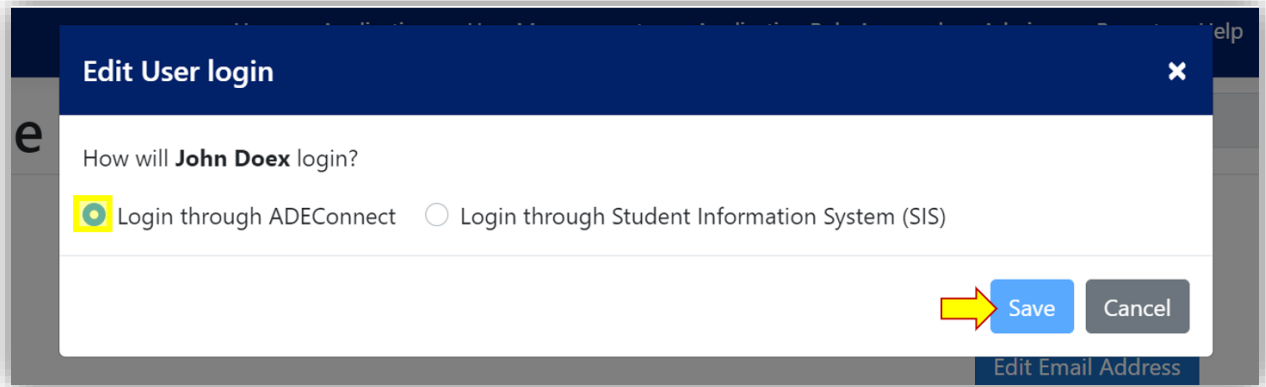 elp
Edit User login
e
How will John Doex login?
Login through ADEConnect Login through Student Information System (SIS)
Save Cancel
Edit Email Address